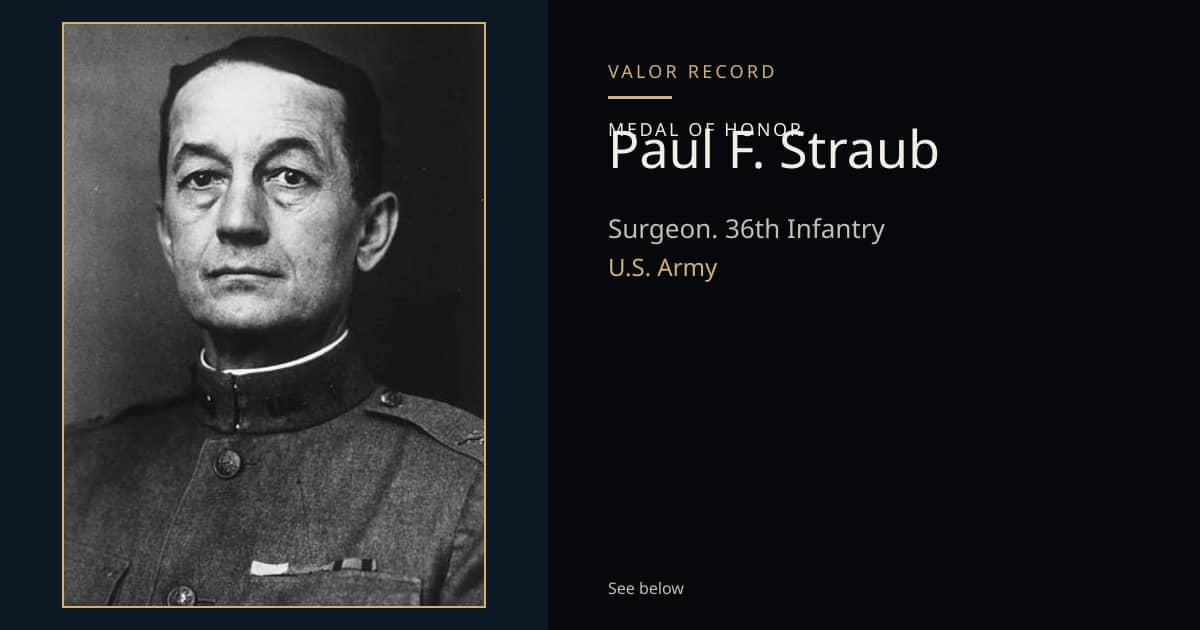 VALOR RECORD
MEDAL OF HONOR
Paul F. Straub
Surgeon. 36th Infantry
U.S. Army
See below